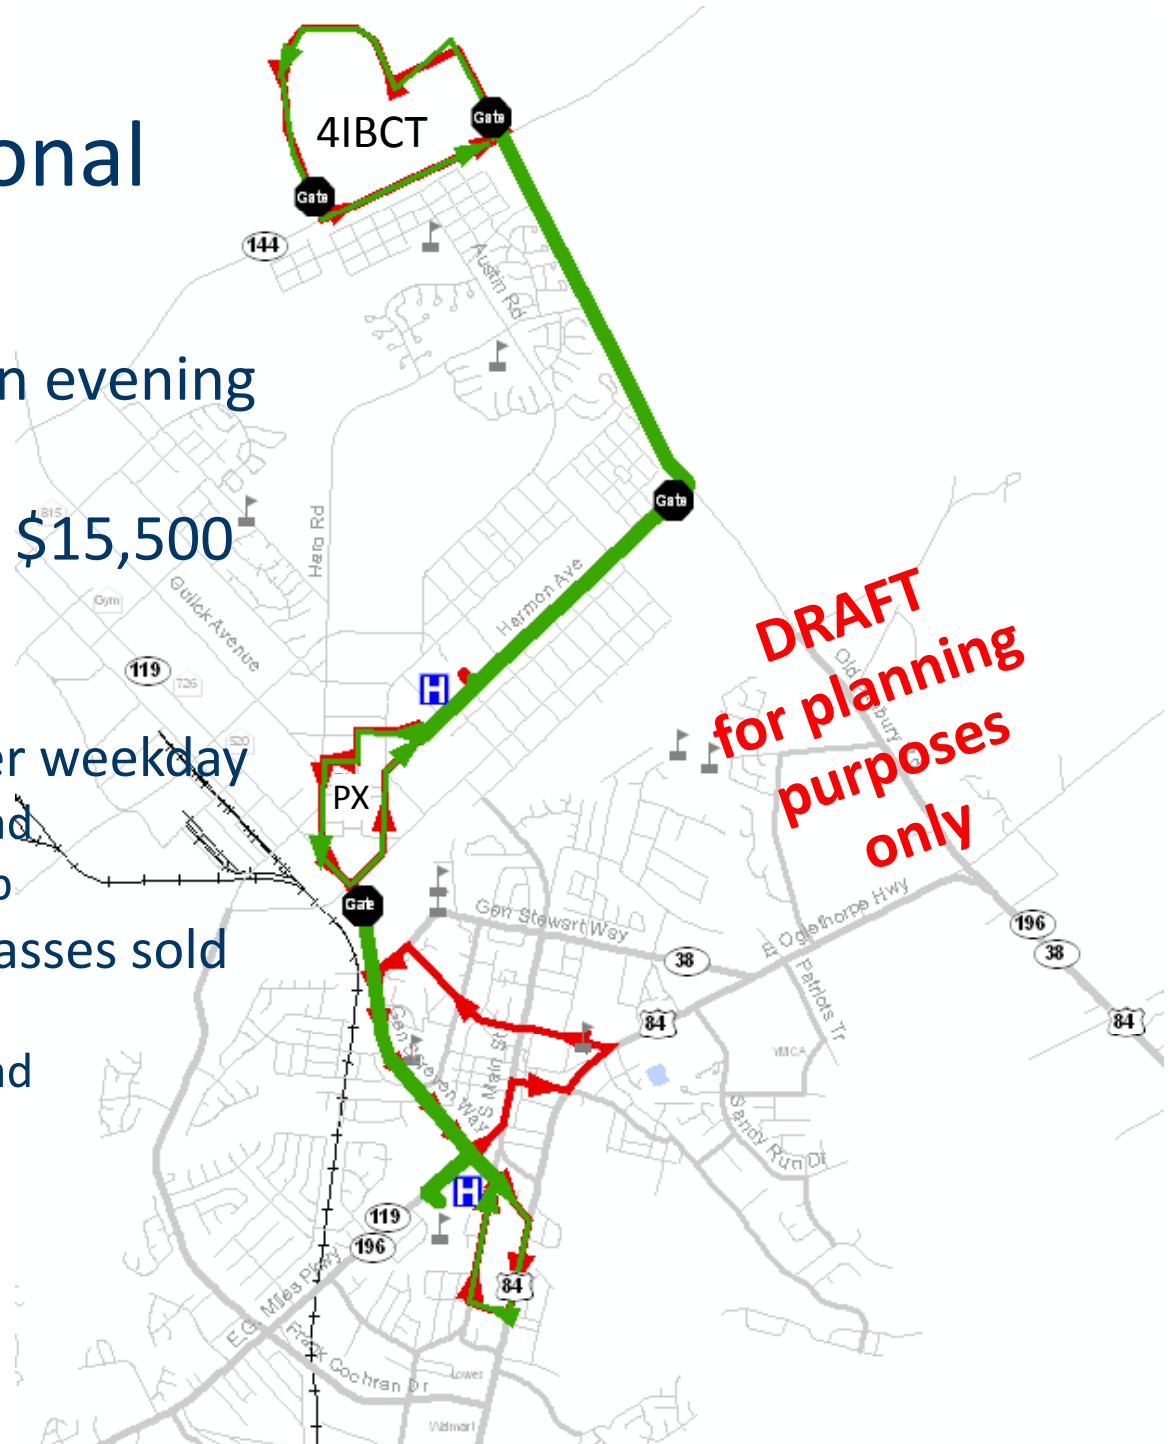 onal
Gate
4IBCT
Gate
144
Austin Rd
n evening
Gate
815
$15,500
Harmon Ave
Gym
Gulick Avenue
DRAFT
for planning
purposes
only
119
726
H
520
er weekday
PX
nd
p
Gate
Gen Stewart Way
Oglethorpe Hwy
196
38
asses sold
38
Patriots Tr
84
84
nd
YMCA
S Main St
Sandy Run Dr
H
119
196
84
E.G. Miles Pkwy
Frank Cochran Dr
Lowes
Walmart